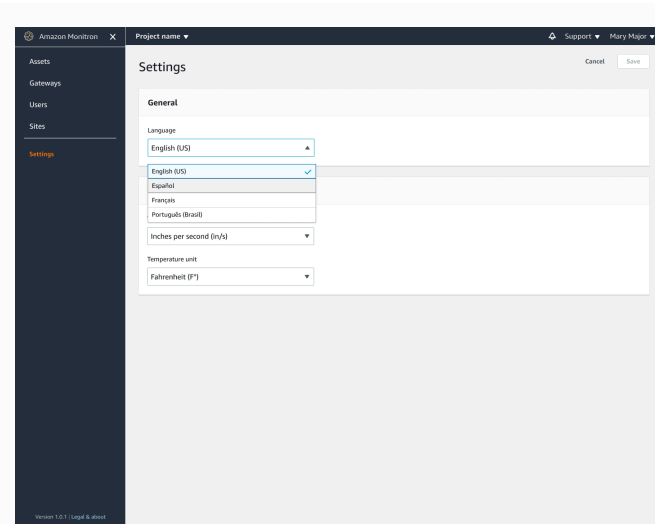 Amazon Monitron X
Project name ▼
Support ▼ Mary Major ▼
Assets
Gateways
Users
Sites
Settings
Settings
Cancel Save
General
Language
English (US)
English (US)
Español
Français
Português (Brasil)
Inches per second (in/s)
Temperature unit
Fahrenheit (F°)
Version 1.0.1 | Legal & about